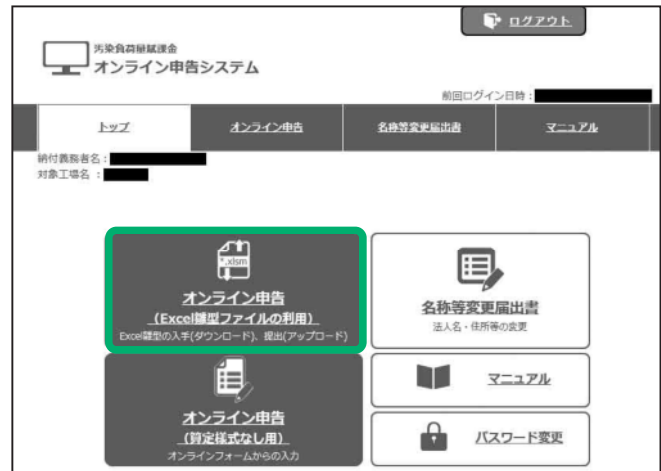 ログアウト
汚染負荷量賦課金
オンライン申告システム
前回ログイン日時：
トップ
オンライン申告
名称等変更届出書
マニュアル
納付義務者名：
対象工場名 ：
*.xlsm
オンライン申告
（Excel雛型ファイルの利用）
Excel雛型の入手(ダウンロード)、提出(アップロード)
名称等変更届出書
法人名・住所等の変更
マニュアル
オンライン申告
（算定様式なし用）
オンラインフォームからの入力
パスワード変更